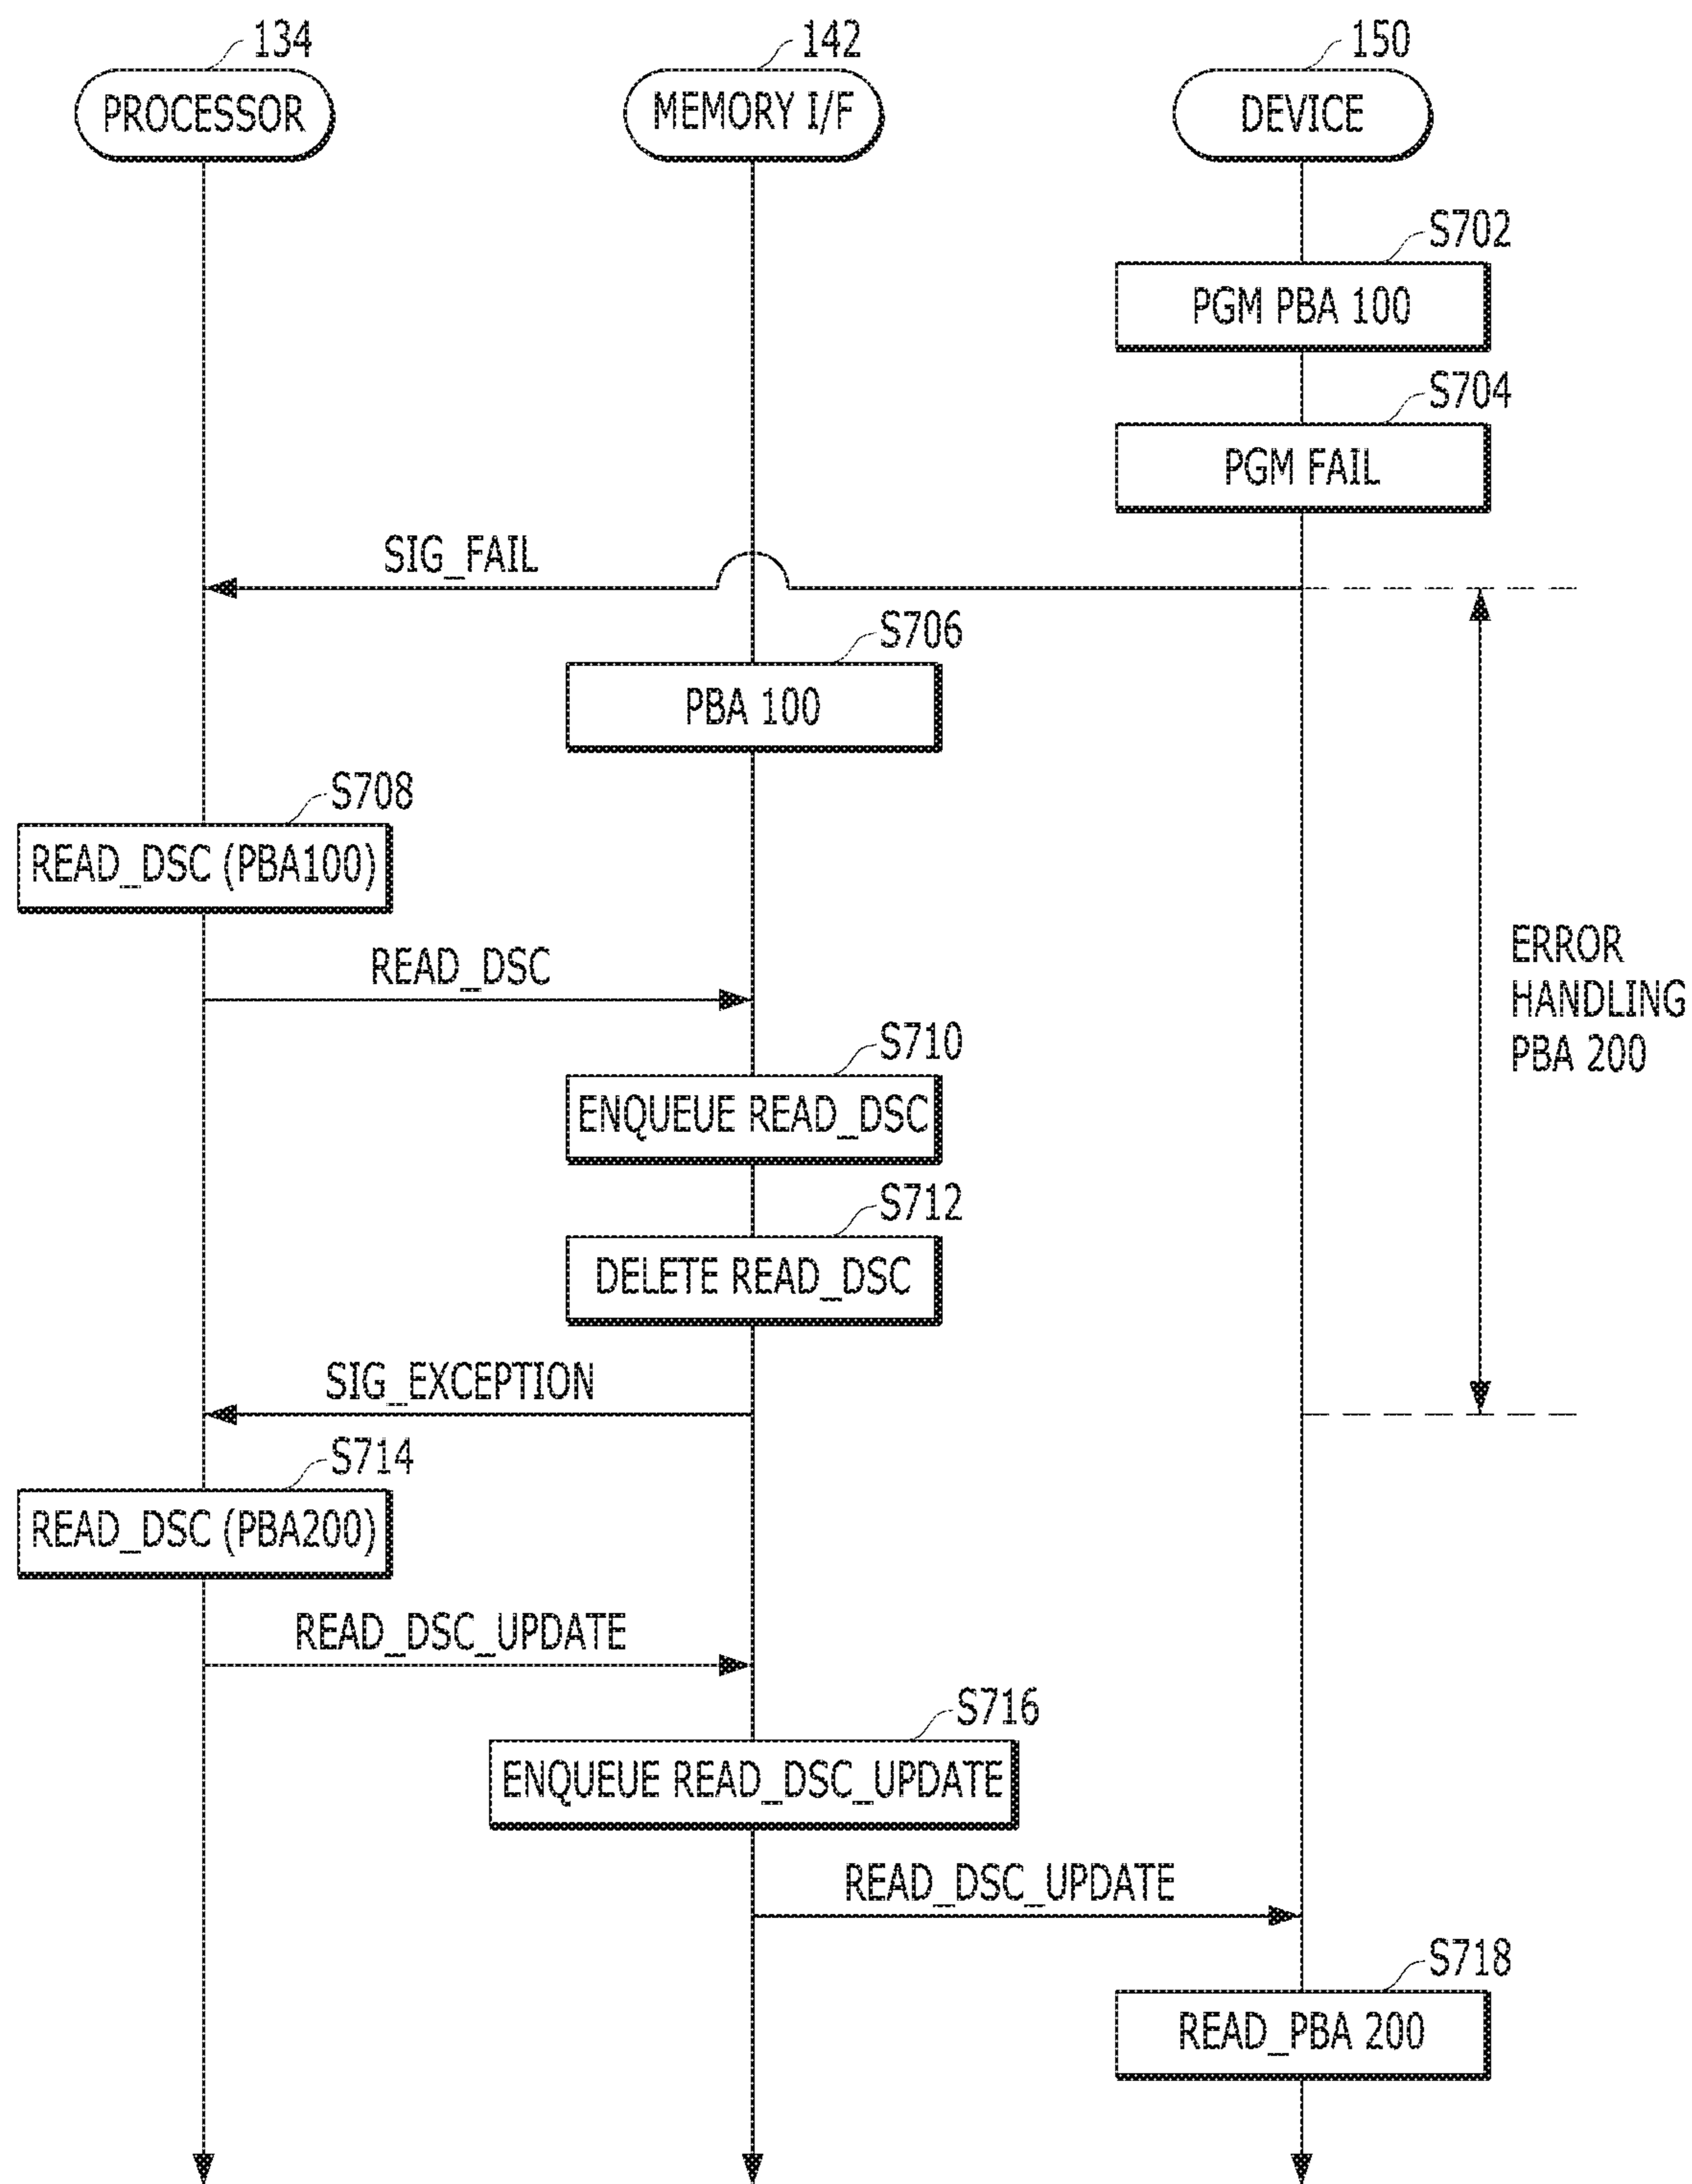 134
142
150
PROCESSOR
MEMORY I/F
DEVICE
S702
PGM PBA 100
S704
PGM FAIL
SIG_FAIL
S706
PBA 100
S708
READ_DSC (PBA100)
READ_DSC
ERROR
HANDLING
PBA 200
S710
ENQUEUE READ_DSC
S712
DELETE READ_DSC
SIG_EXCEPTION
S714
READ_DSC (PBA200)
READ_DSC_UPDATE
S716
ENQUEUE READ_DSC_UPDATE
READ_DSC_UPDATE
S718
READ_PBA 200